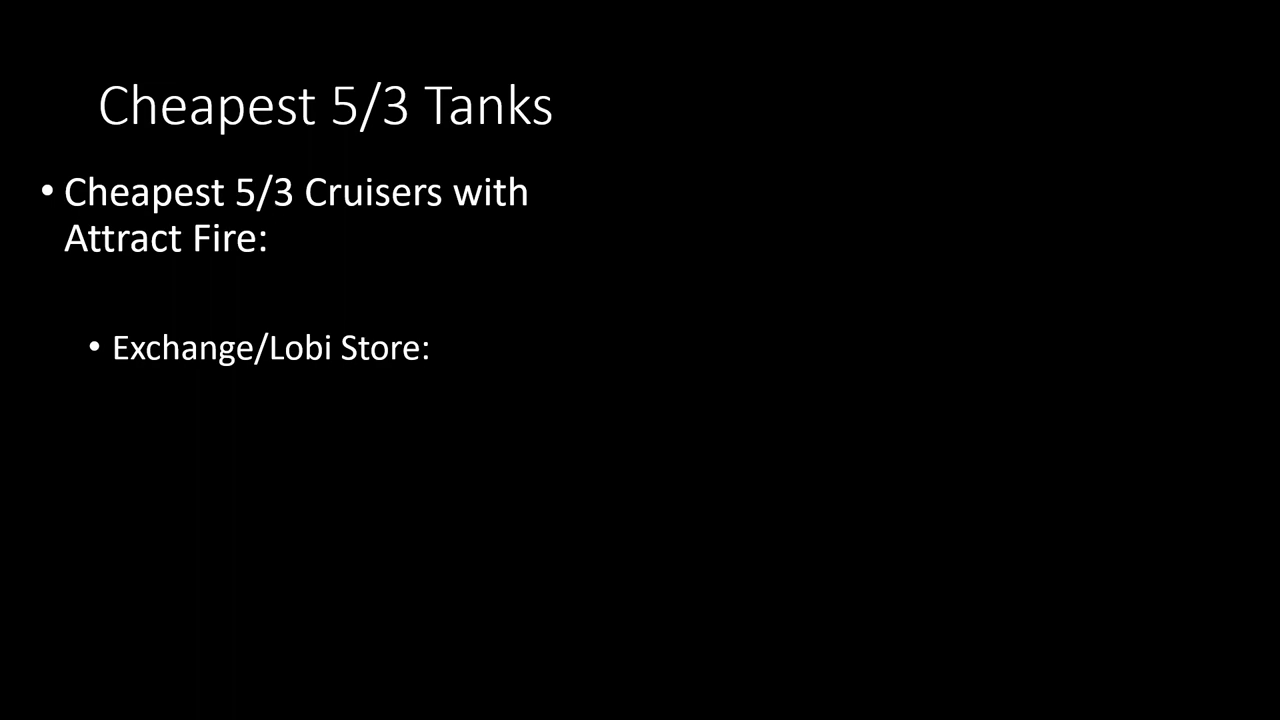 Cheapest 5/3 Tanks
• Cheapest 5/3 Cruisers with
Attract Fire:
• Exchange/Lobi Store: